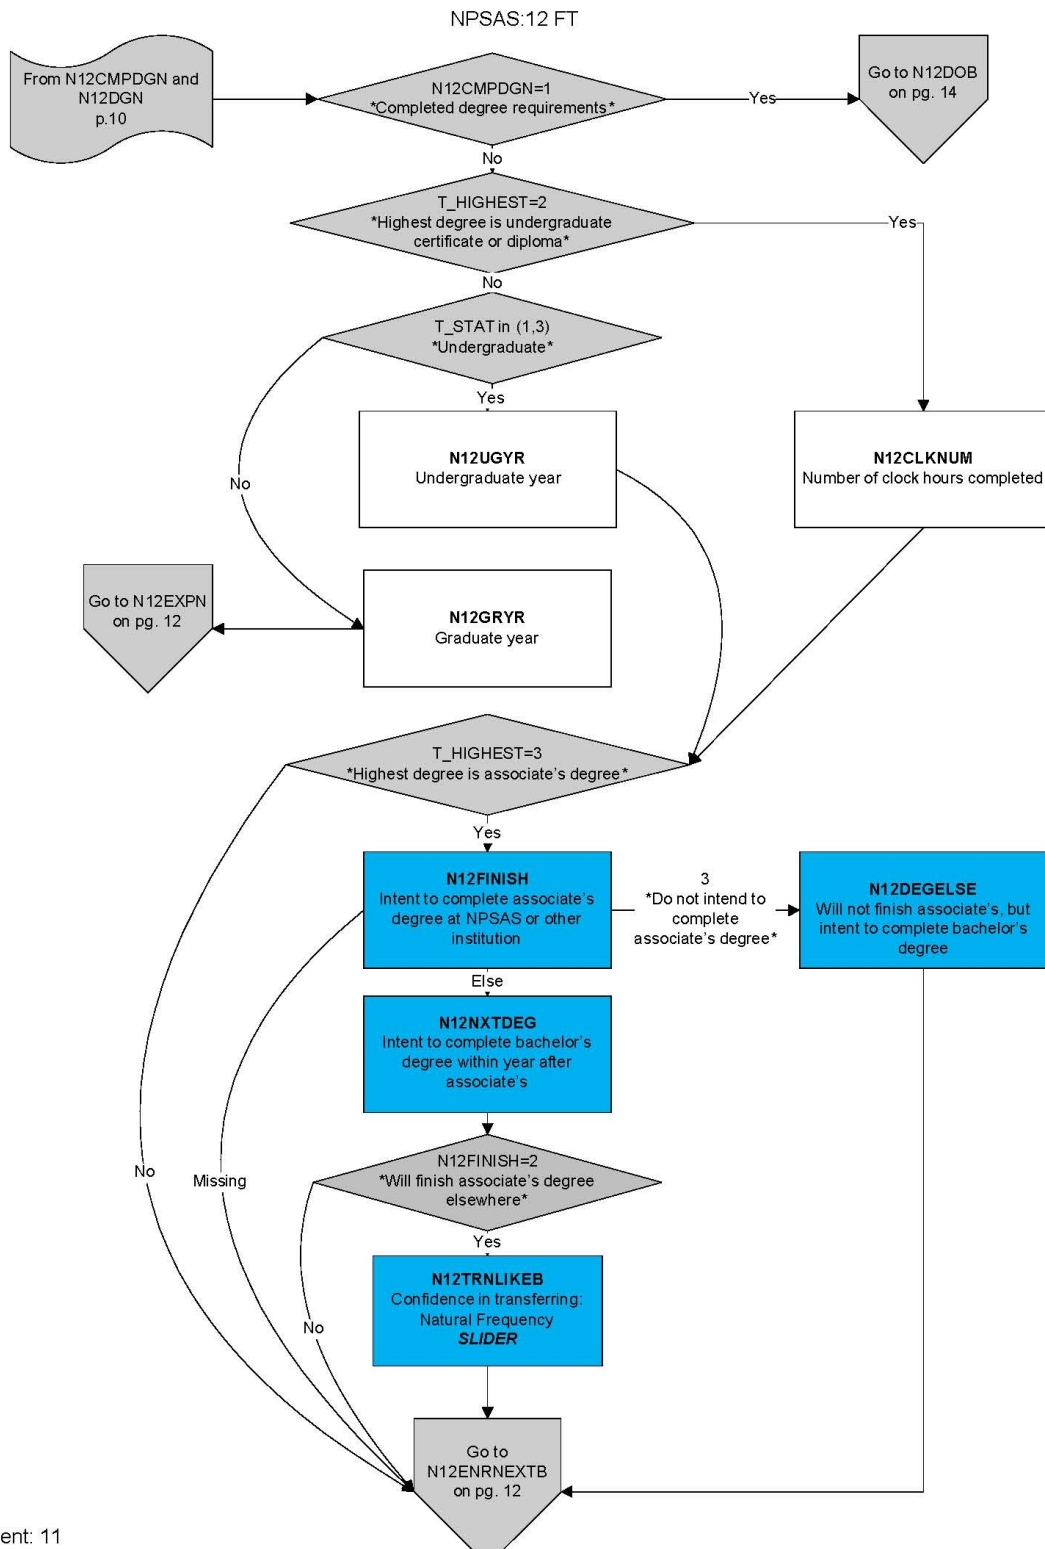 NPSAS:12 FT
From N12CMPDGN and
N12DGN
p.10
N12CMPDGN=1
*Completed degree requirements*
Yes
Go to N12DOB
on pg. 14
No
T_HIGHEST=2
*Highest degree is undergraduate
certificate or diploma*
Yes
No
T_STAT in (1,3)
*Undergraduate*
Yes
No
N12UGYR
Undergraduate year
N12CLKNUM
Number of clock hours completed
Go to N12EXPN
on pg. 12
N12GRYR
Graduate year
T_HIGHEST=3
*Highest degree is associate's degree*
Yes
N12FINISH
Intent to complete associate's
degree at NPSAS or other
institution
3
*Do not intend to
complete
associate's degree*
N12DEGELSE
Will not finish associate's, but
intent to complete bachelor's
degree
Else
N12NXTDEG
Intent to complete bachelor's
degree within year after
associate's
No
Missing
N12FINISH=2
*Will finish associate's degree
elsewhere*
Yes
No
N12TRNLIKEB
Confidence in transferring:
Natural Frequency
SLIDER
Go to
N12ENRNEXTB
on pg. 12
ent: 11